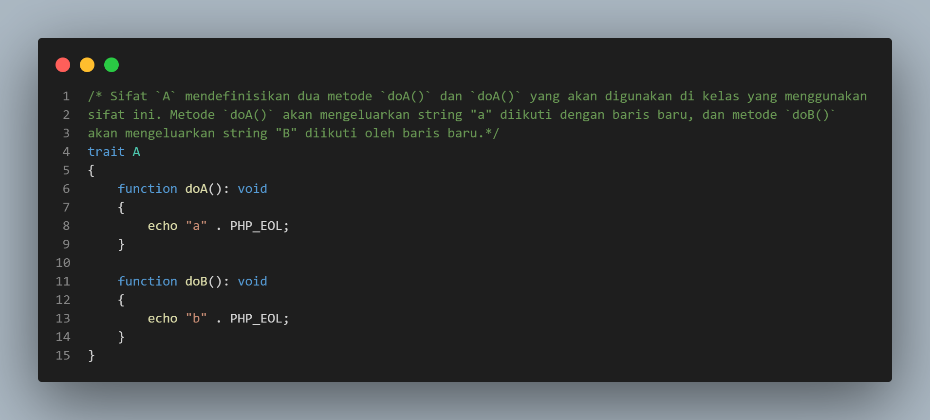 1 /* Sifat `A` mendefinisikan dua metode `doA()` dan `doA()` yang akan digunakan di kelas yang menggunakan
2 sifat ini. Metode `doA()` akan mengeluarkan string "a" diikuti dengan baris baru, dan metode `doB()`
3 akan mengeluarkan string "B" diikuti oleh baris baru.*/
4 trait A
5 {
6     function doA(): void
7     {
8         echo "a" . PHP_EOL;
9     }
10
11     function doB(): void
12     {
13         echo "b" . PHP_EOL;
14     }
15 }